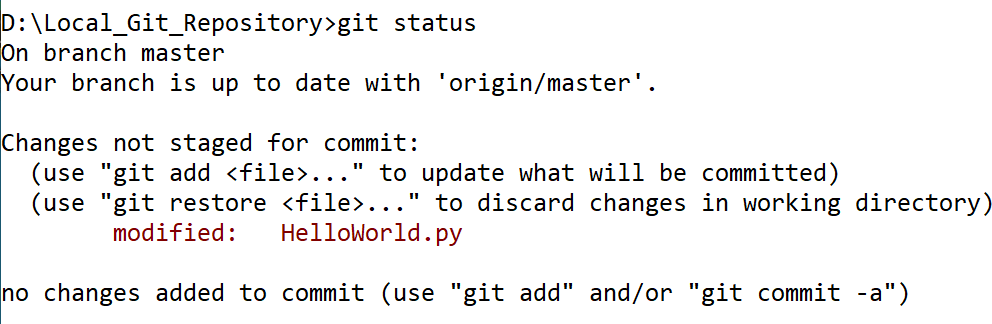 D:\Local_Git_Repository>git status
On branch master
Your branch is up to date with 'origin/master'.
Changes not staged for commit:
(use "git add <file>..." to update what will be committed)
(use "git restore <file>..." to discard changes in working directory)
modified:   HelloWorld.py
no changes added to commit (use "git add" and/or "git commit -a")